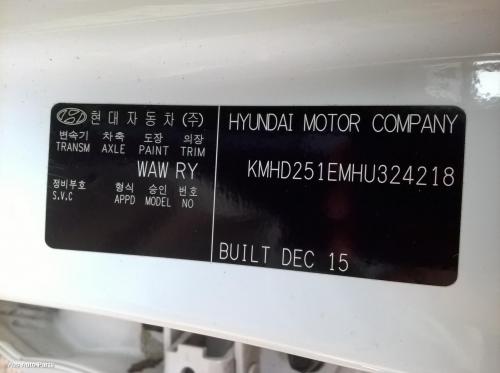 현대자동차(주)
변속기 차축 도장 의장
TRANSM AXLE PAINT TRIM
WAW RY
정비부호 형식 승인 번호
S.V.C APPD MODEL NO
HYUNDAI MOTOR COMPANY
KMHD251EMHU324218
BUILT DEC 15